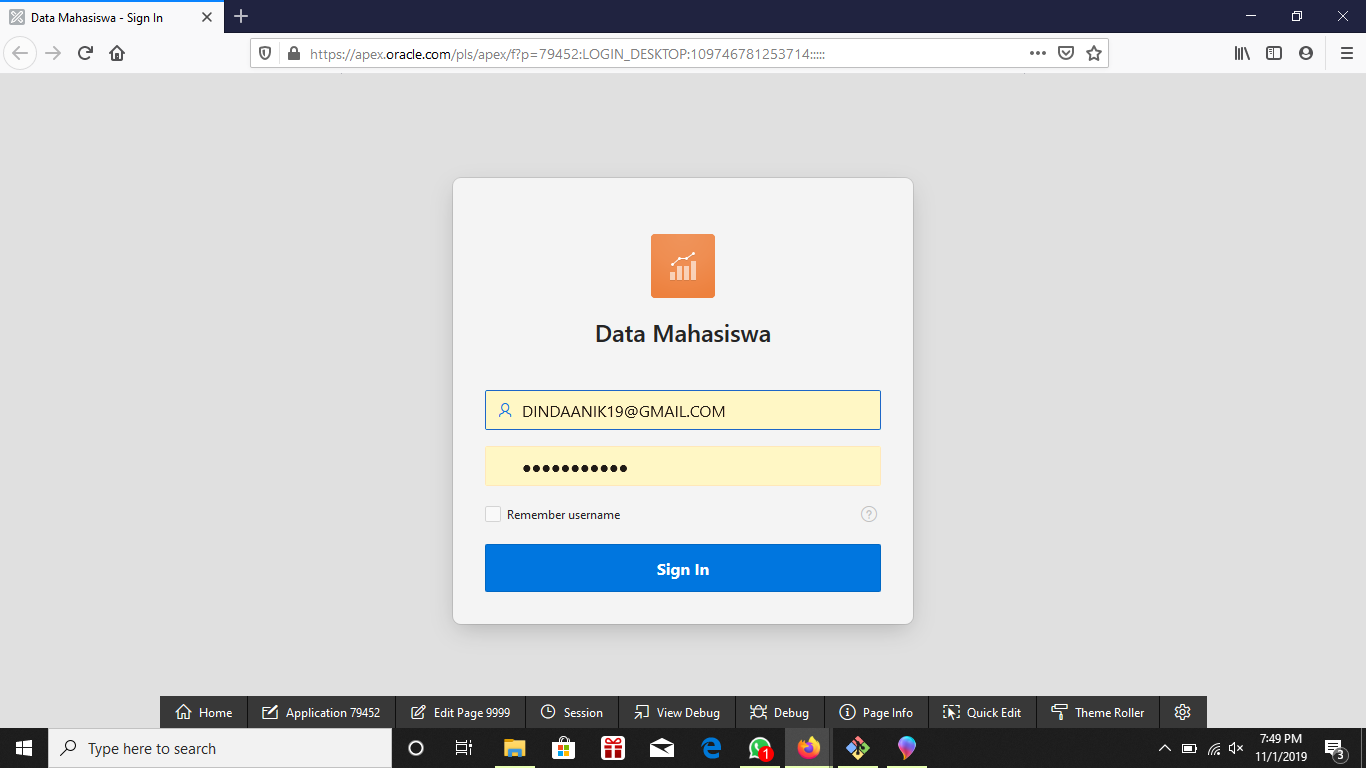 Data Mahasiswa - Sign In
https://apex.oracle.com/pls/apex/f?p=79452:LOGIN_DESKTOP:109746781253714:::::
Data Mahasiswa
DINDAANIK19@GMAIL.COM
●●●●●●●●●●●
Remember username
?
Sign In
Home Application 79452 Edit Page 9999 Session View Debug Debug Page Info Quick Edit Theme Roller
Type here to search
1
7:49 PM
11/1/2019
3